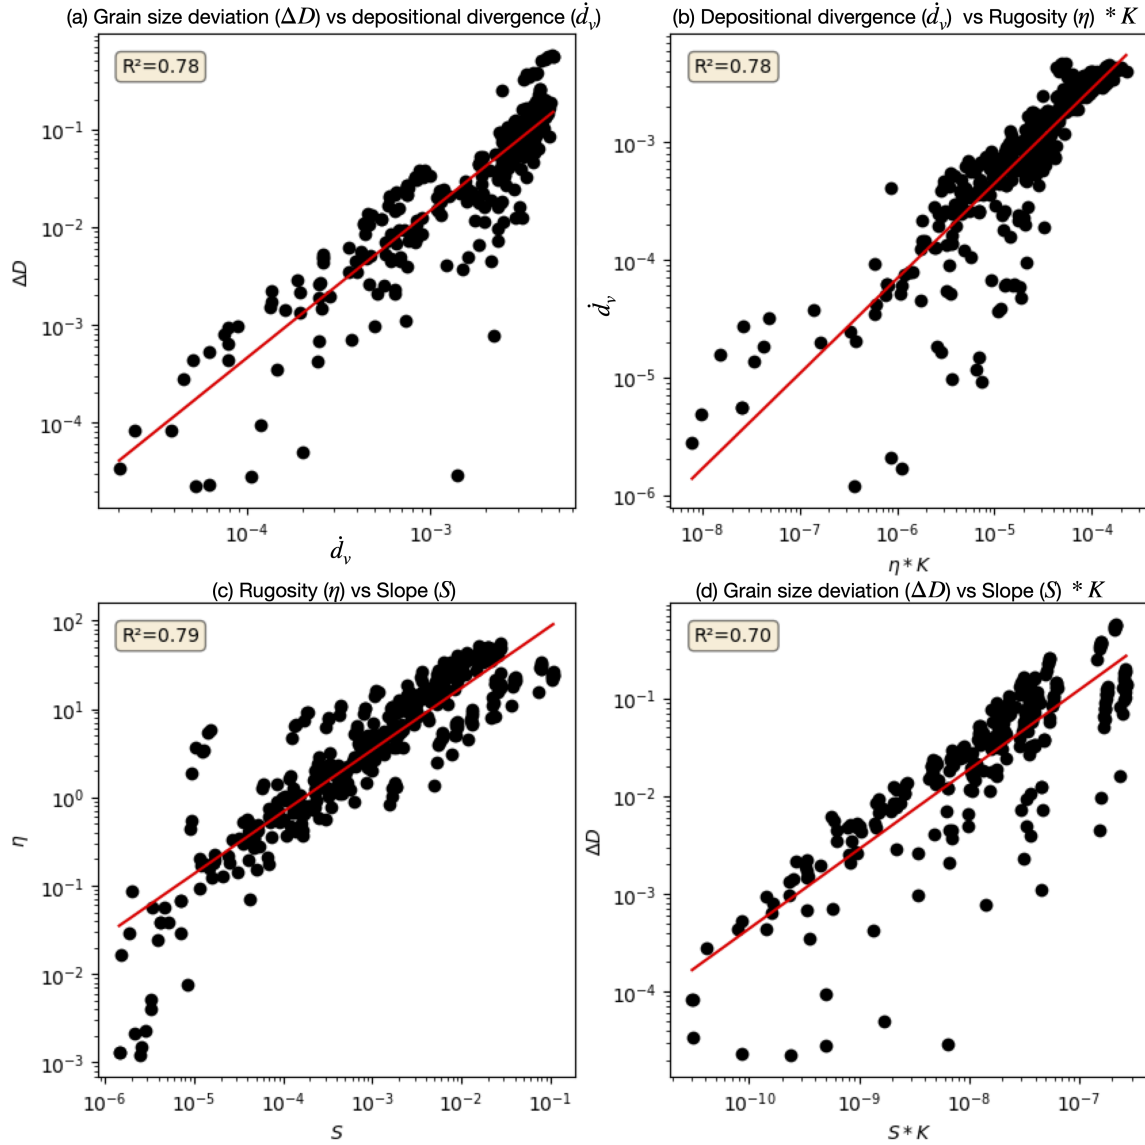 (a) Grain size deviation (ΔD) vs depositional divergence (ḋᵥ)
R²=0.78
10⁻¹
10⁻²
10⁻³
10⁻⁴
ΔD
10⁻⁴ 10⁻³
ḋᵥ
(b) Depositional divergence (ḋᵥ) vs Rugosity (η) * K
R²=0.78
10⁻³
10⁻⁴
10⁻⁵
10⁻⁶
ḋᵥ
10⁻⁸ 10⁻⁷ 10⁻⁶ 10⁻⁵ 10⁻⁴
η * K
(c) Rugosity (η) vs Slope (S)
R²=0.79
10²
10¹
10⁰
10⁻¹
10⁻²
10⁻³
η
10⁻⁶ 10⁻⁵ 10⁻⁴ 10⁻³ 10⁻² 10⁻¹
S
(d) Grain size deviation (ΔD) vs Slope (S) * K
R²=0.70
10⁻¹
10⁻²
10⁻³
10⁻⁴
ΔD
10⁻¹⁰ 10⁻⁹ 10⁻⁸ 10⁻⁷
S * K